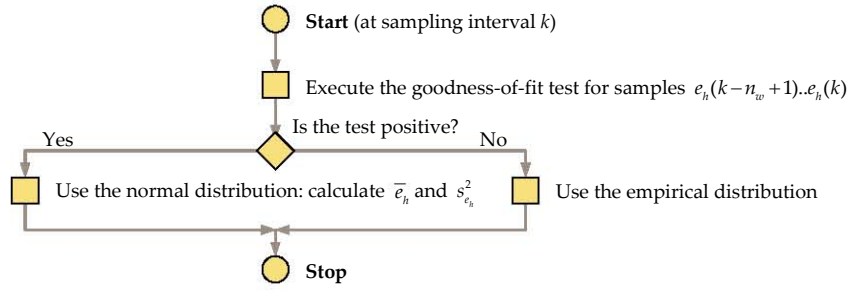 Start (at sampling interval k)
Execute the goodness-of-fit test for samples e_h(k−n_w+1)..e_h(k)
Is the test positive?
Yes
No
Use the normal distribution: calculate e̅_h and s²_{e_h}
Use the empirical distribution
Stop